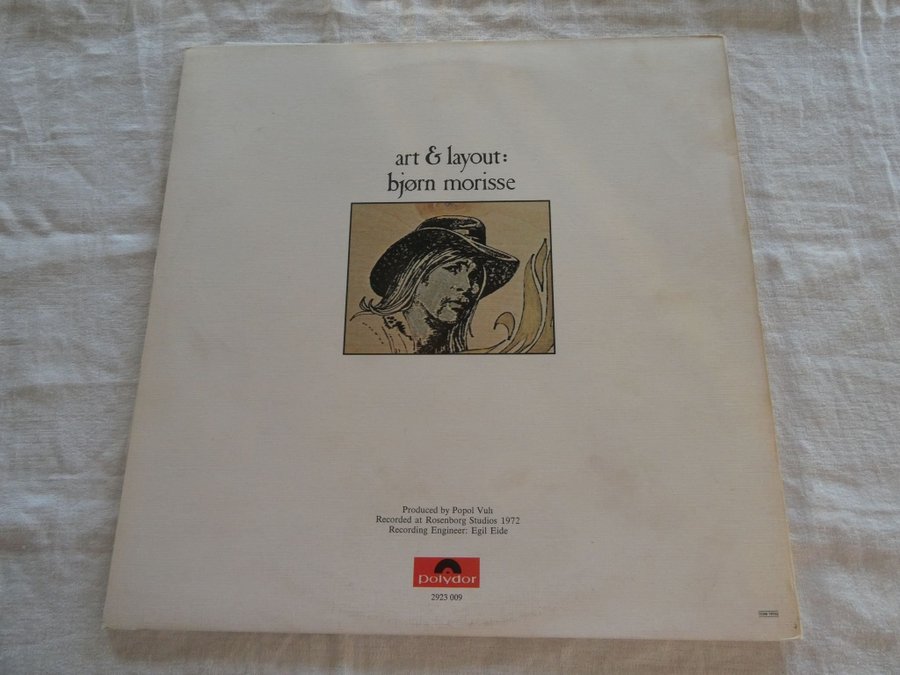 art & layout:
bjørn morisse
Produced by Popol Vuh
Recorded at Rosenborg Studios 1972
Recording Engineer: Egil Eide
polydor
2923 009